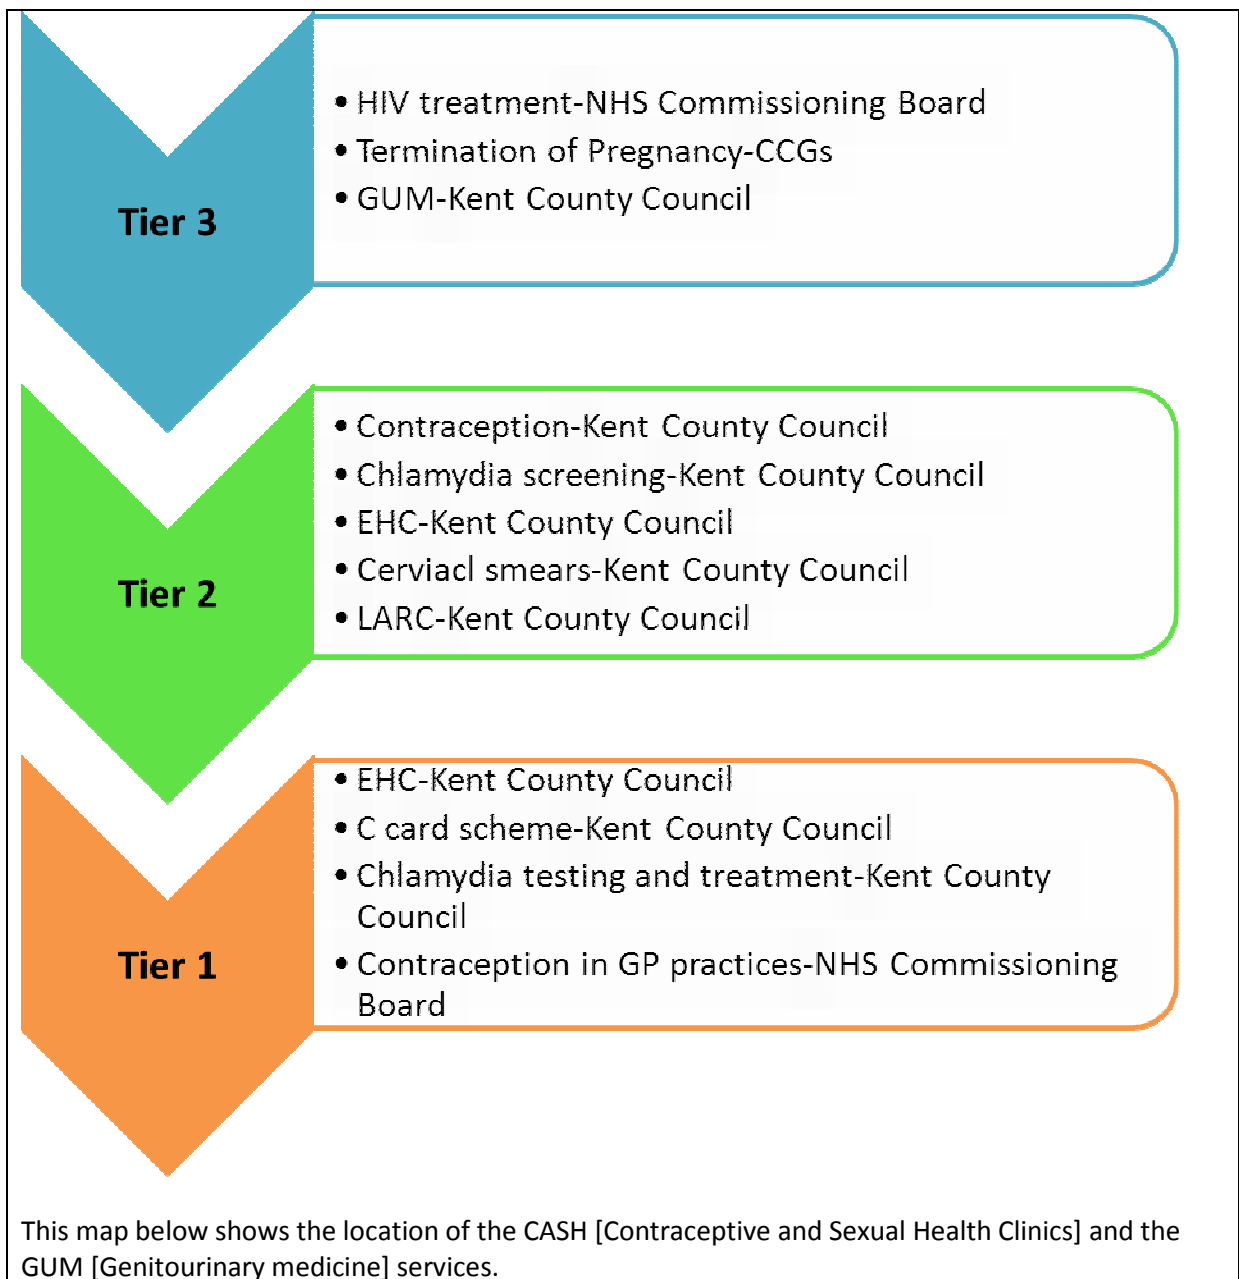 Tier 3
• HIV treatment-NHS Commissioning Board
• Termination of Pregnancy-CCGs
• GUM-Kent County Council
Tier 2
• Contraception-Kent County Council
• Chlamydia screening-Kent County Council
• EHC-Kent County Council
• Cerviacl smears-Kent County Council
• LARC-Kent County Council
Tier 1
• EHC-Kent County Council
• C card scheme-Kent County Council
• Chlamydia testing and treatment-Kent County
Council
• Contraception in GP practices-NHS Commissioning
Board
This map below shows the location of the CASH [Contraceptive and Sexual Health Clinics] and the
GUM [Genitourinary medicine] services.